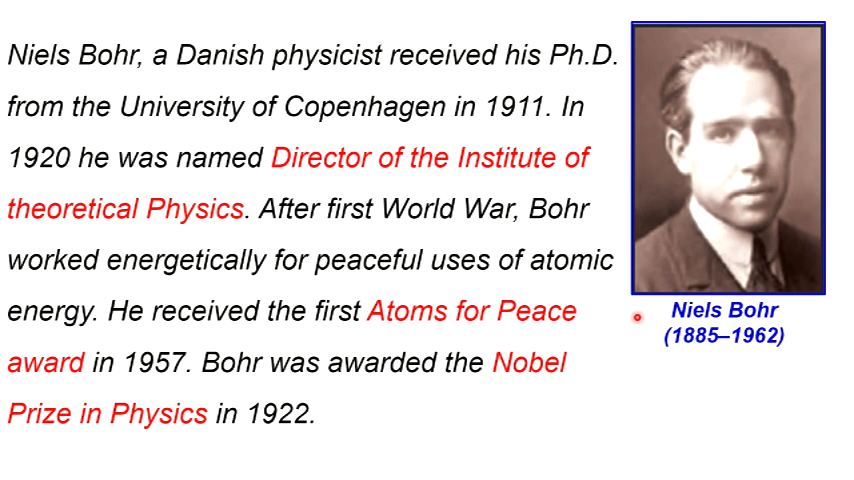 Niels Bohr, a Danish physicist received his Ph.D.
from the University of Copenhagen in 1911. In
1920 he was named Director of the Institute of
theoretical Physics. After first World War, Bohr
worked energetically for peaceful uses of atomic
energy. He received the first Atoms for Peace
award in 1957. Bohr was awarded the Nobel
Prize in Physics in 1922.
Niels Bohr
(1885–1962)